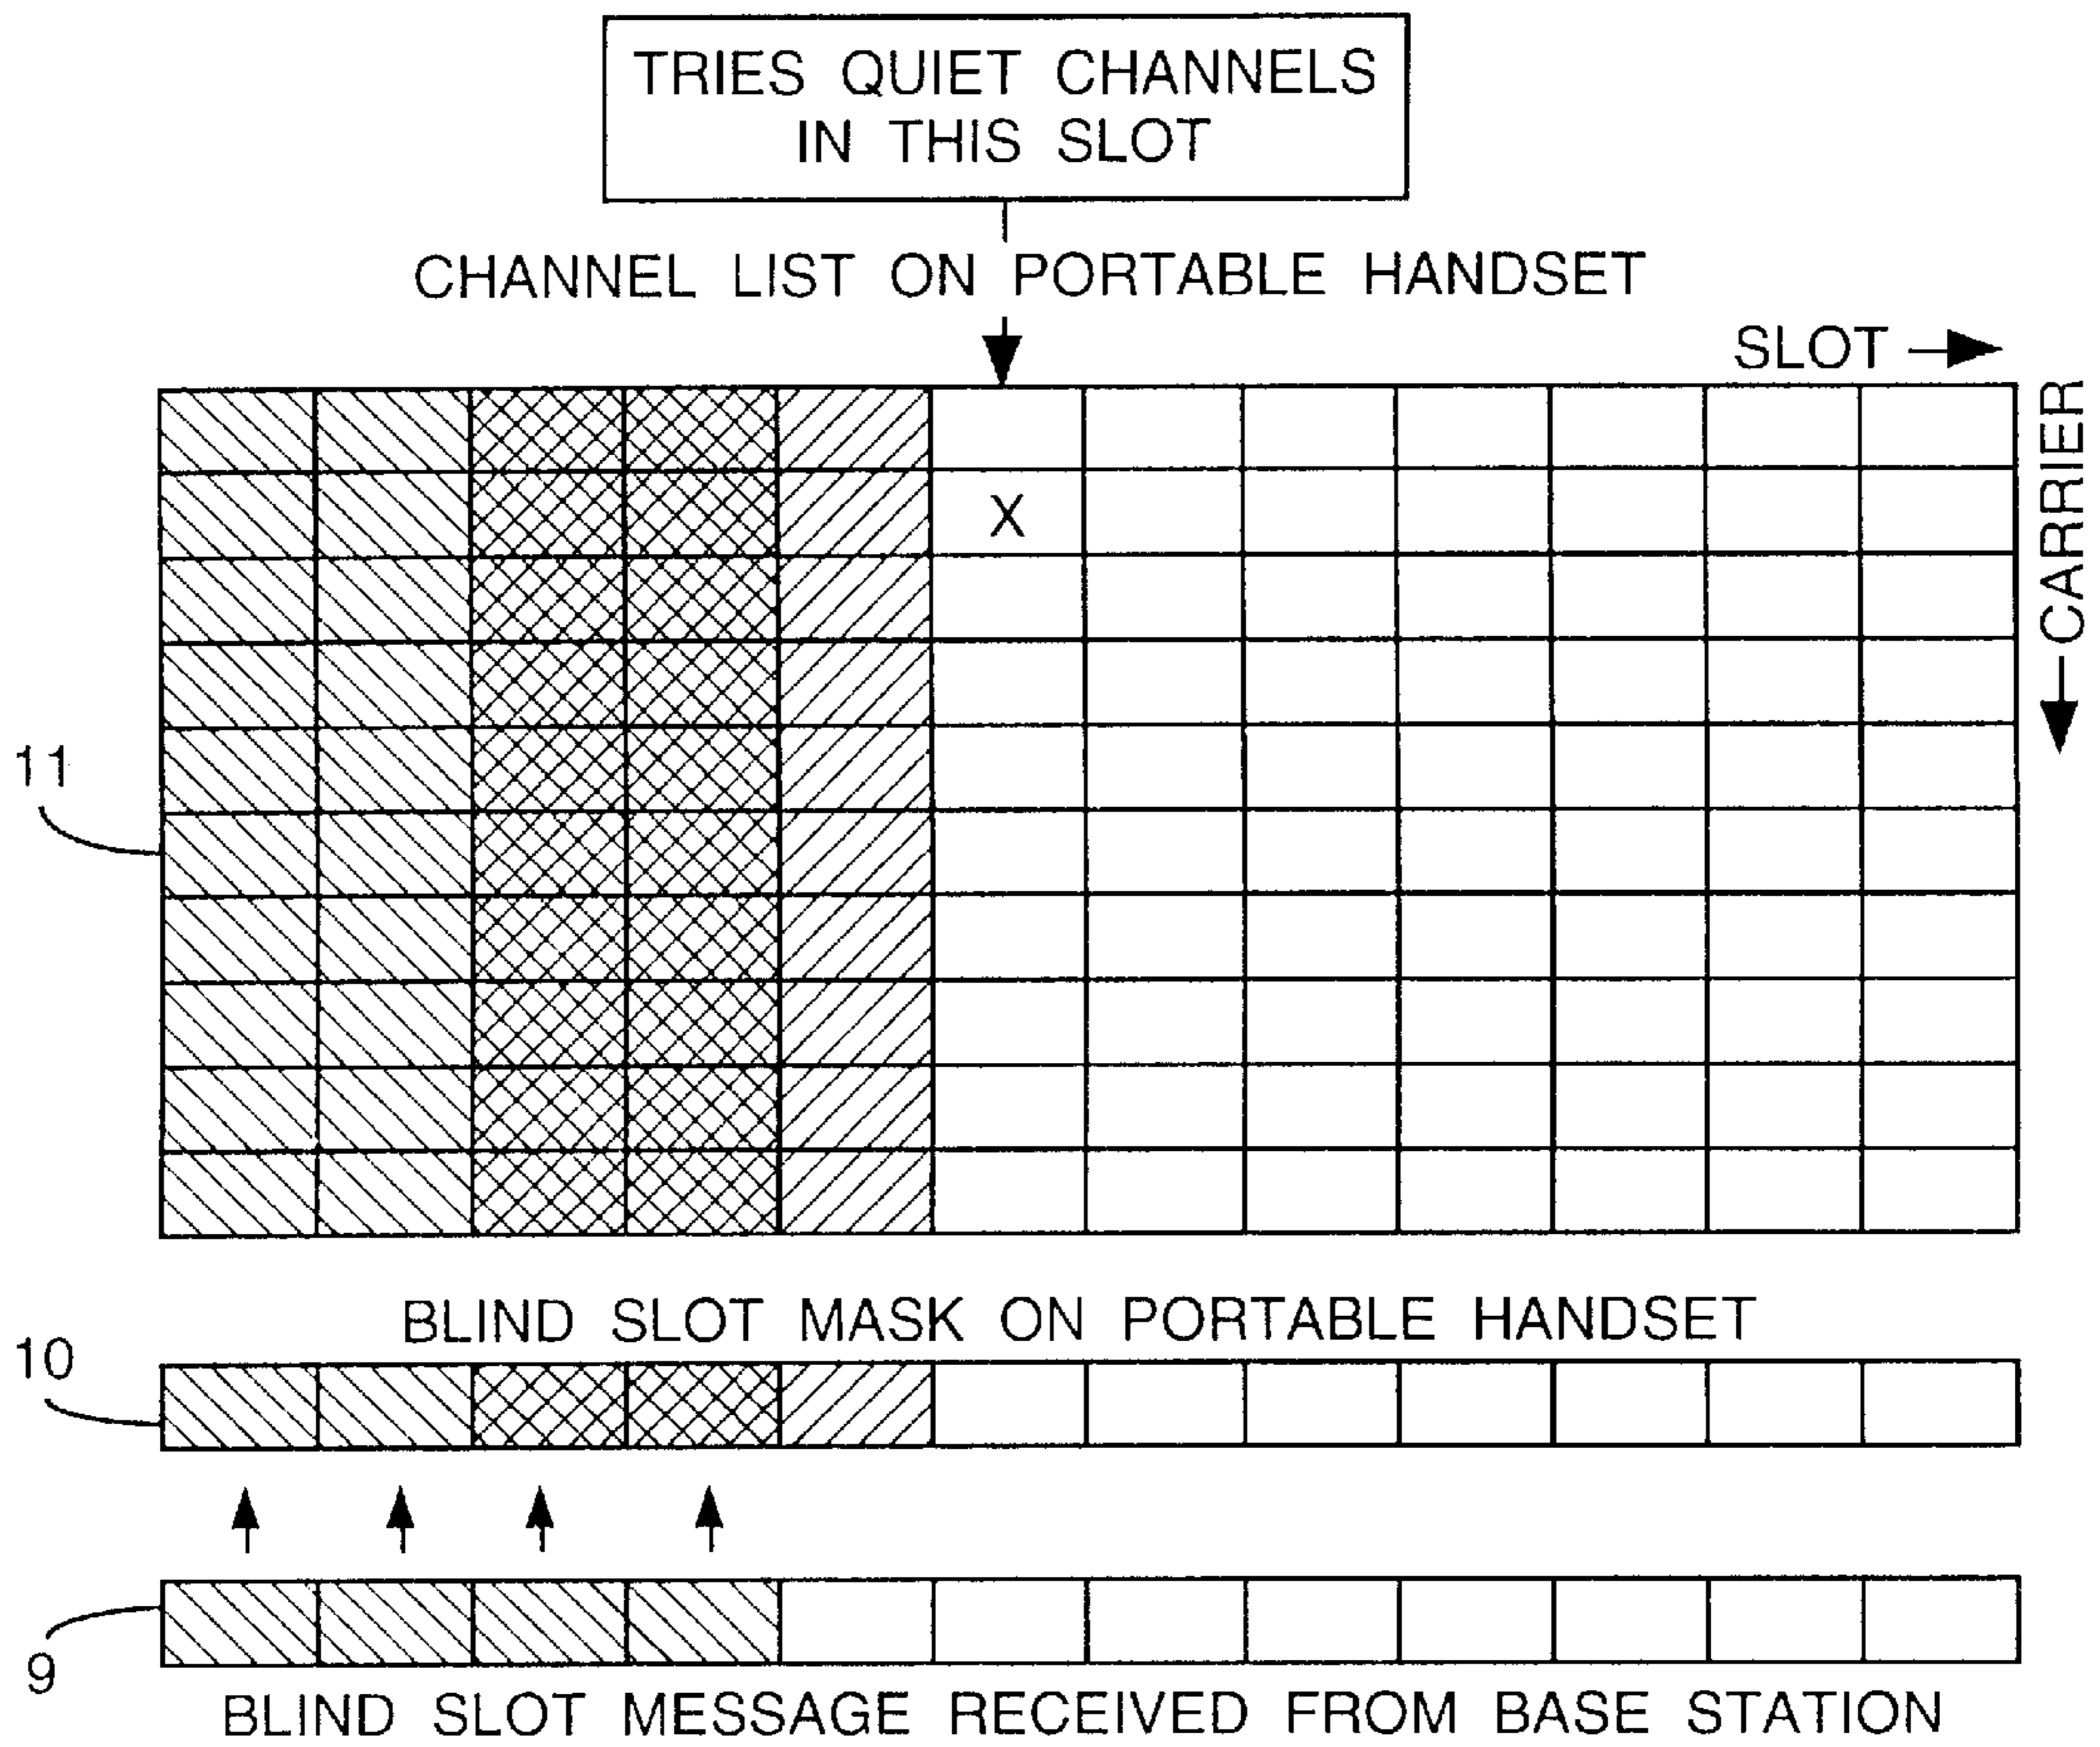 TRIES QUIET CHANNELS
IN THIS SLOT
CHANNEL LIST ON PORTABLE HANDSET
SLOT
CARRIER
X
11
BLIND SLOT MASK ON PORTABLE HANDSET
10
9
BLIND SLOT MESSAGE RECEIVED FROM BASE STATION